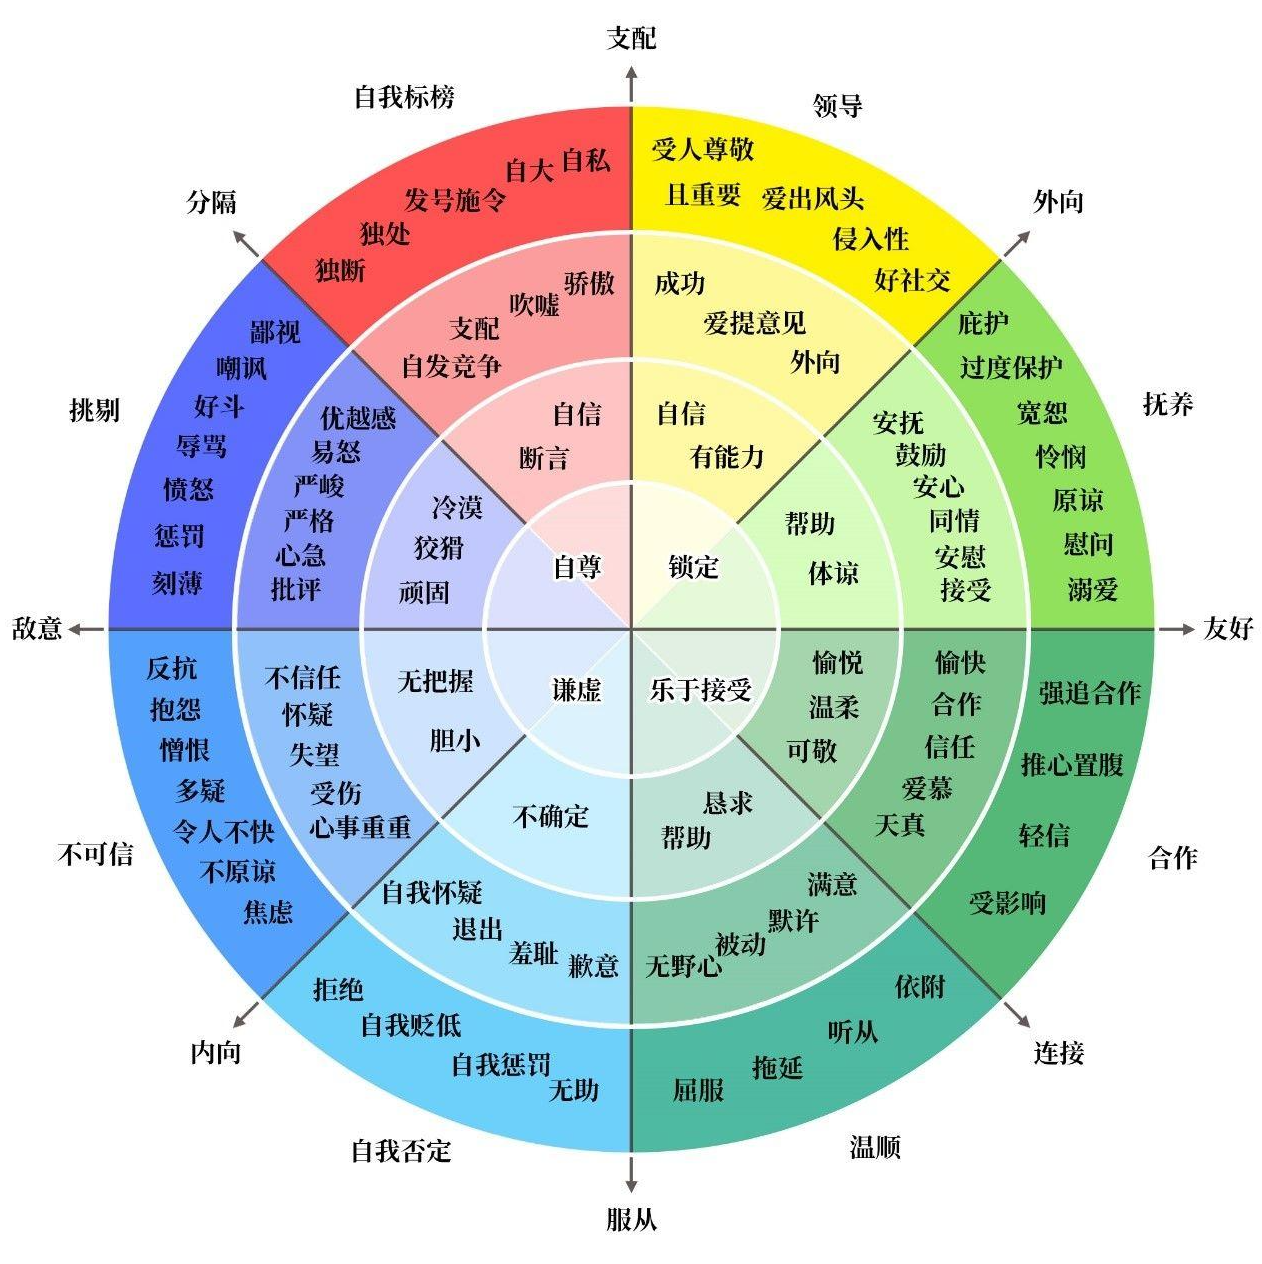 支配
自我标榜
领导
分隔
外向
挑剔
抚养
敌意
友好
不可信
合作
内向
连接
自我否定
温顺
服从
自私
自大
发号施令
独处
独断
骄傲
吹嘘
支配
自发竞争
自信
断言
自尊
受人尊敬
且重要
爱出风头
侵入性
好社交
成功
爱提意见
外向
自信
有能力
锁定
庇护
过度保护
宽恕
怜悯
原谅
慰问
溺爱
安抚
鼓励
安心
同情
安慰
接受
帮助
体谅
鄙视
嘲讽
好斗
辱骂
愤怒
惩罚
刻薄
优越感
易怒
严峻
严格
心急
批评
冷漠
狡猾
顽固
反抗
抱怨
憎恨
多疑
令人不快
不原谅
焦虑
不信任
怀疑
失望
受伤
心事重重
无把握
胆小
谦虚
乐于接受
愉悦
温柔
可敬
愉快
合作
信任
爱慕
天真
强追合作
推心置腹
轻信
受影响
不确定
自我怀疑
退出
羞耻
歉意
拒绝
自我贬低
自我惩罚
无助
恳求
帮助
满意
默许
被动
无野心
依附
听从
拖延
屈服